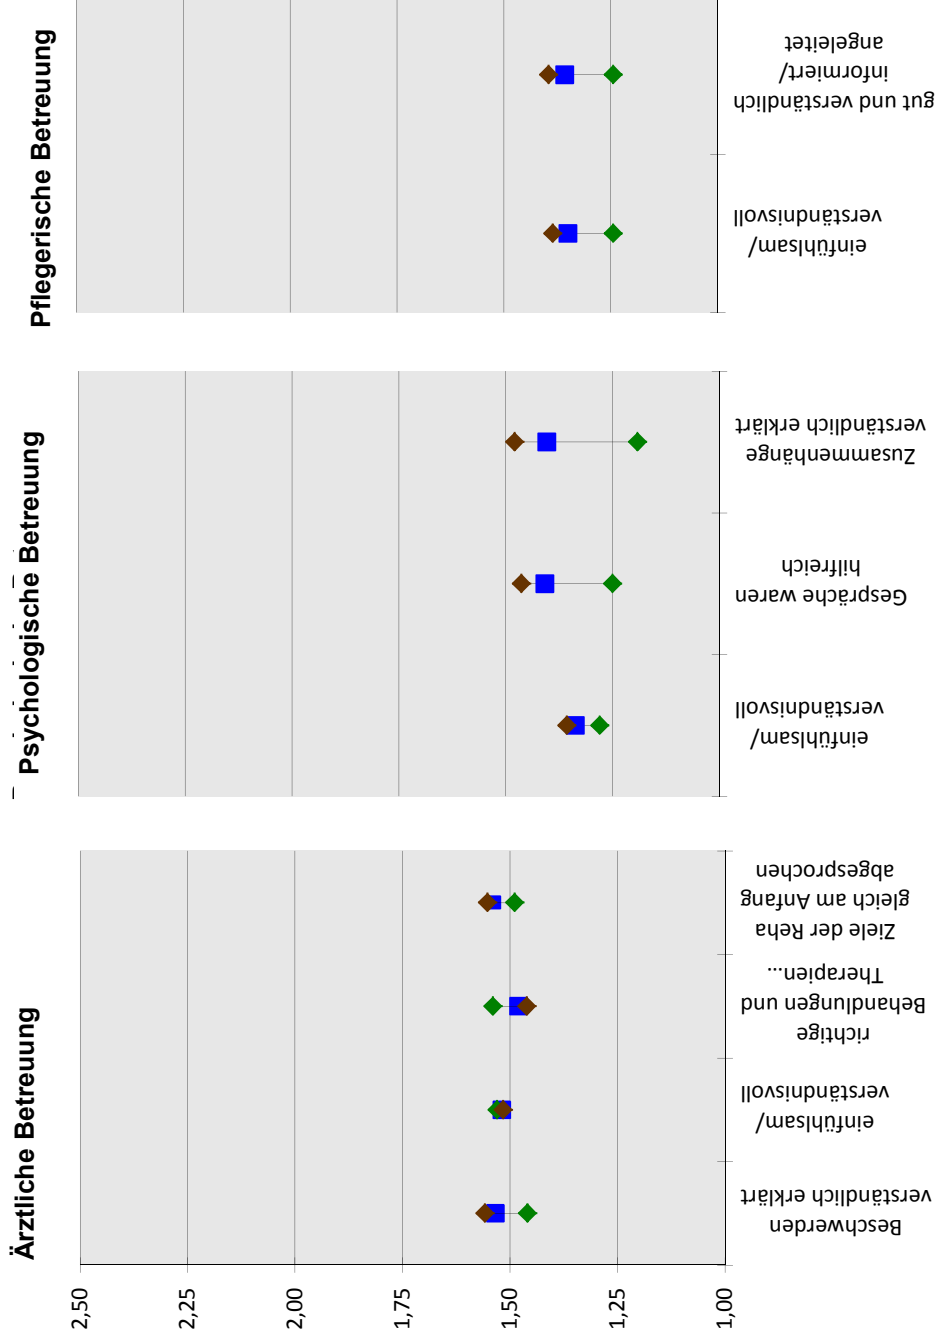 Ärztliche Betreuung
Psychologische Betreuung
Pflegerische Betreuung
2,50
2,25
2,00
1,75
1,50
1,25
1,00
Beschwerden
verständlich erklärt
einfühlsam/
verständnisvoll
richtige
Behandlungen und
Therapien...
Ziele der Reha
gleich am Anfang
abgesprochen
einfühlsam/
verständnisvoll
Gespräche waren
hilfreich
Zusammenhänge
verständlich erklärt
einfühlsam/
verständnisvoll
gut und verständlich
informiert/
angeleitet